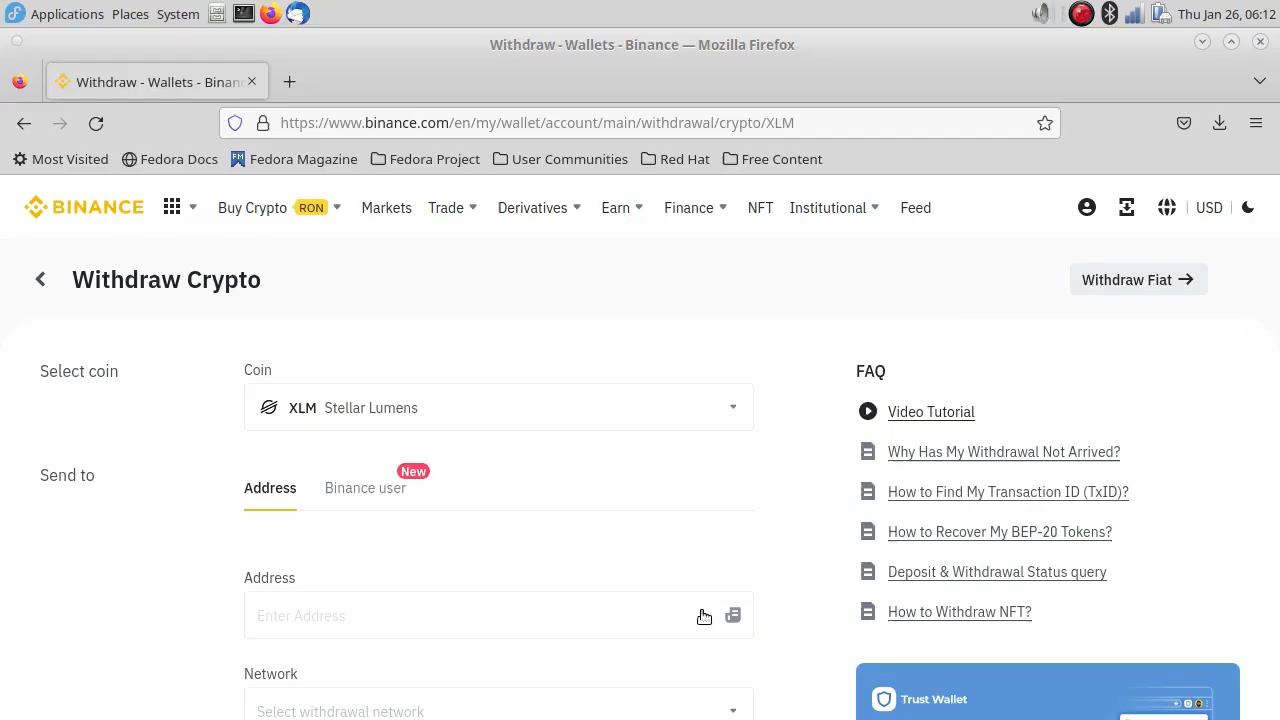 Applications Places System Thu Jan 26, 06:12
Withdraw - Wallets - Binance — Mozilla Firefox
Withdraw - Wallets - Binan
https://www.binance.com/en/my/wallet/account/main/withdrawal/crypto/XLM
Most Visited Fedora Docs Fedora Magazine Fedora Project User Communities Red Hat Free Content
BINANCE Buy Crypto RON Markets Trade Derivatives Earn Finance NFT Institutional Feed USD
Withdraw Crypto Withdraw Fiat
Select coin
Coin
XLM Stellar Lumens
Send to
Address Binance user New
Address
Enter Address
Network
Select withdrawal network
FAQ
Video Tutorial
Why Has My Withdrawal Not Arrived?
How to Find My Transaction ID (TxID)?
How to Recover My BEP-20 Tokens?
Deposit & Withdrawal Status query
How to Withdraw NFT?
Trust Wallet